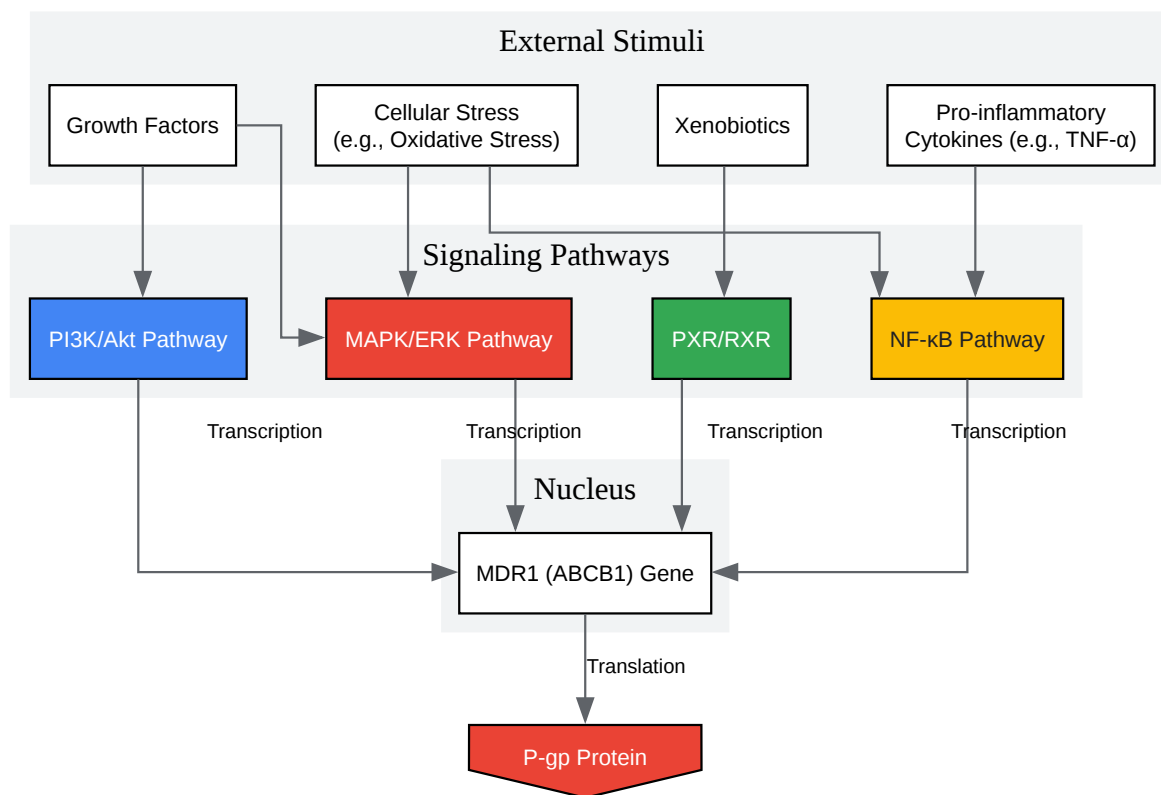 External Stimuli
Growth Factors
Cellular Stress
(e.g., Oxidative Stress)
Xenobiotics
Pro-inflammatory
Cytokines (e.g., TNF-α)
Signaling Pathways
PI3K/Akt Pathway
MAPK/ERK Pathway
PXR/RXR
NF-κB Pathway
Transcription
Transcription
Transcription
Transcription
Nucleus
MDR1 (ABCB1) Gene
Translation
P-gp Protein